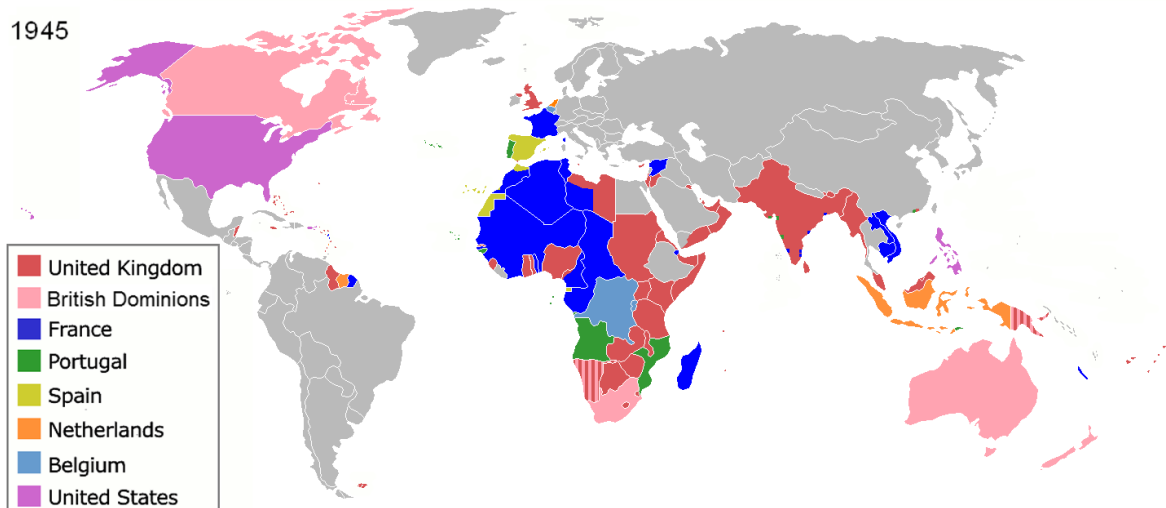 1945
United Kingdom
British Dominions
France
Portugal
Spain
Netherlands
Belgium
United States